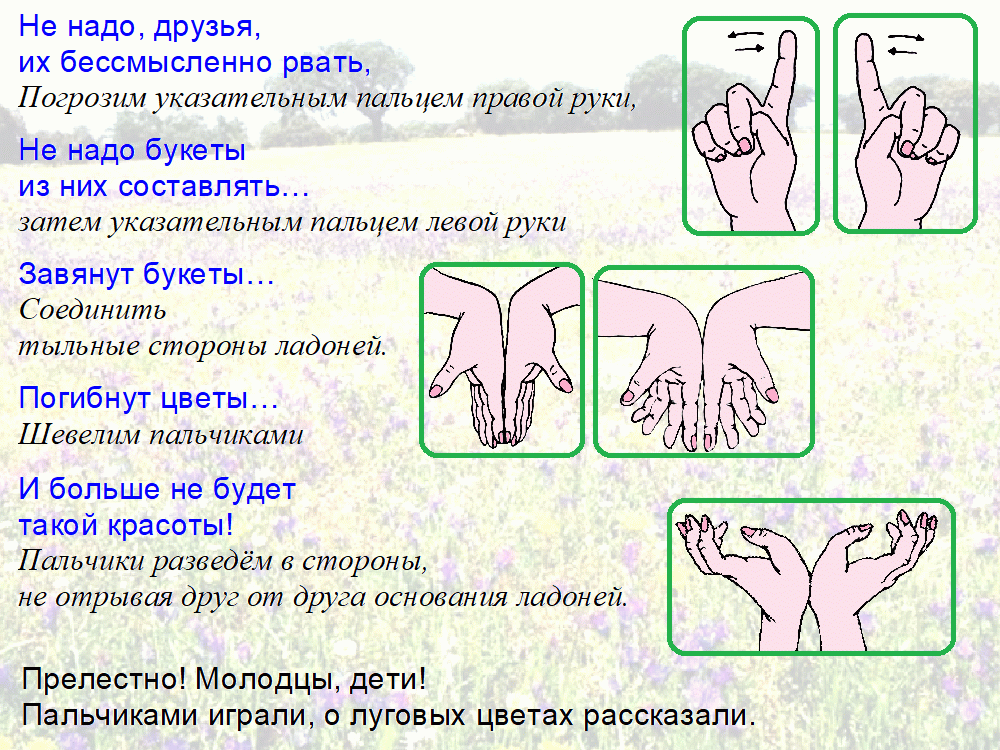 Не надо, друзья,
их бессмысленно рвать,
Погрозим указательным пальцем правой руки,
Не надо букеты
из них составлять…
затем указательным пальцем левой руки
Завянут букеты…
Соединить
тыльные стороны ладоней.
Погибнут цветы…
Шевелим пальчиками
И больше не будет
такой красоты!
Пальчики разведём в стороны,
не отрывая друг от друга основания ладоней.
Прелестно! Молодцы, дети!
Пальчиками играли, о луговых цветах рассказали.